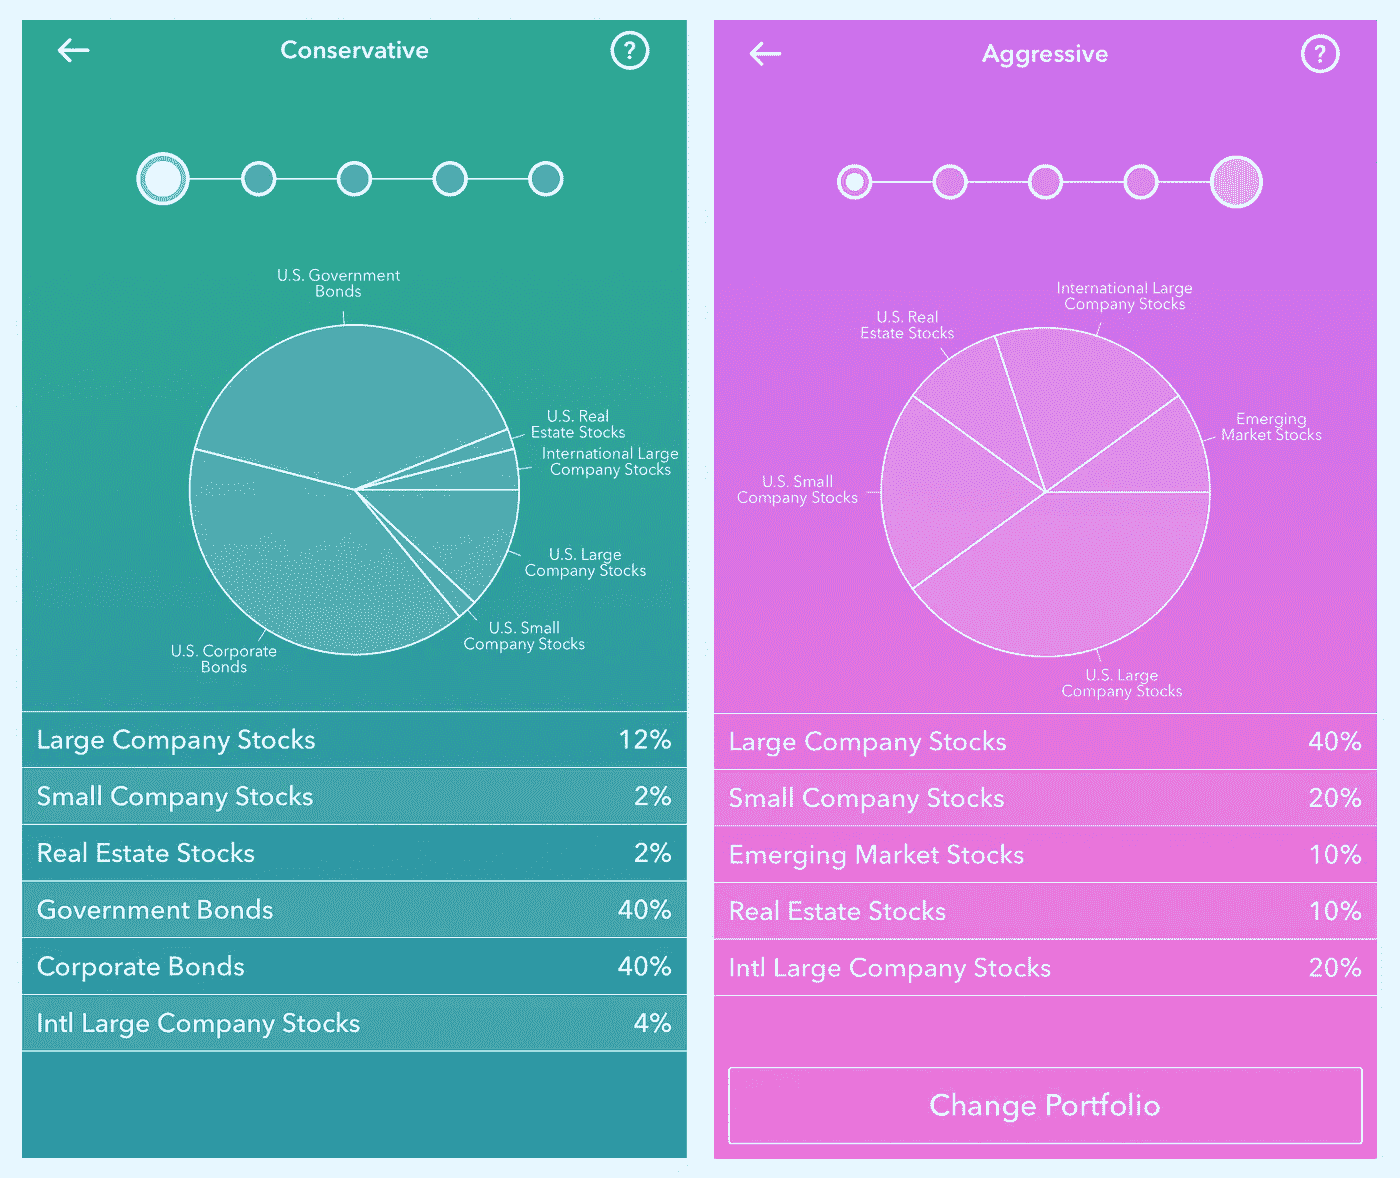 Conservative
?
U.S. Government
Bonds
U.S. Real
Estate Stocks
International Large
Company Stocks
U.S. Large
Company Stocks
U.S. Small
Company Stocks
U.S. Corporate
Bonds
Large Company Stocks 12%
Small Company Stocks 2%
Real Estate Stocks 2%
Government Bonds 40%
Corporate Bonds 40%
Intl Large Company Stocks 4%
Aggressive
?
International Large
Company Stocks
U.S. Real
Estate Stocks
Emerging
Market Stocks
U.S. Small
Company Stocks
U.S. Large
Company Stocks
Large Company Stocks 40%
Small Company Stocks 20%
Emerging Market Stocks 10%
Real Estate Stocks 10%
Intl Large Company Stocks 20%
Change Portfolio